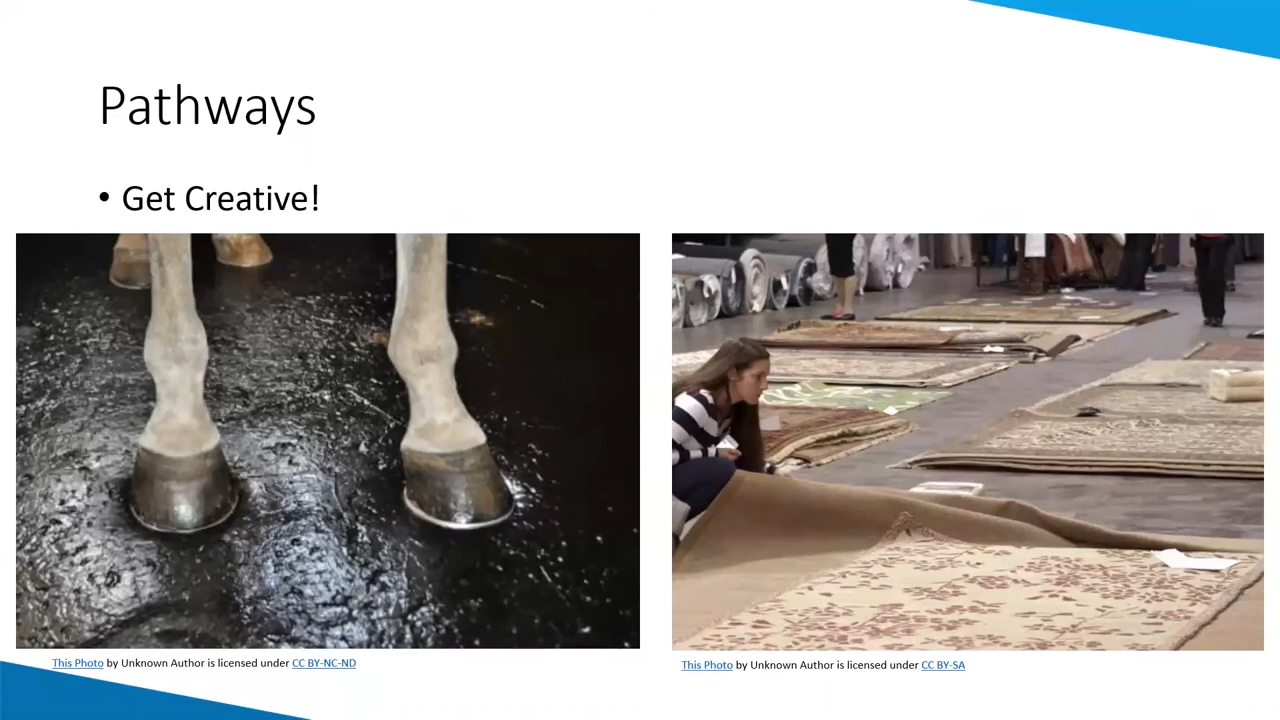 Pathways
• Get Creative!
This Photo by Unknown Author is licensed under CC BY-NC-ND
This Photo by Unknown Author is licensed under CC BY-SA